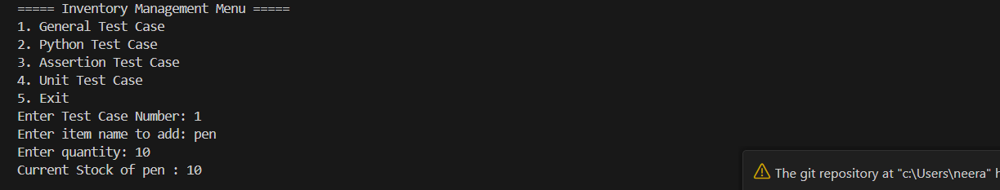 ===== Inventory Management Menu =====
1. General Test Case
2. Python Test Case
3. Assertion Test Case
4. Unit Test Case
5. Exit
Enter Test Case Number: 1
Enter item name to add: pen
Enter quantity: 10
Current Stock of pen : 10
The git repository at "c:\Users\neera" h